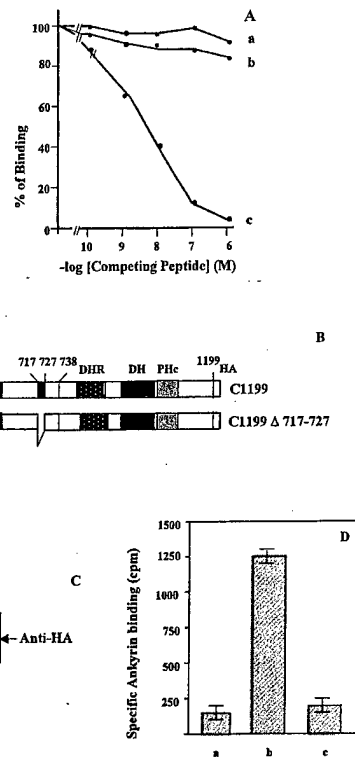 A
100
80
60
40
20
0
% of Binding
a
b
c
10 9 8 7 6
-log [Competing Peptide] (M)
B
717 727 738 DHR DH PHc 1199 HA
C1199
C1199 Δ 717-727
C
Anti-HA
D
Specific Ankyrin binding (cpm)
1500
1250
1000
750
500
250
a b c